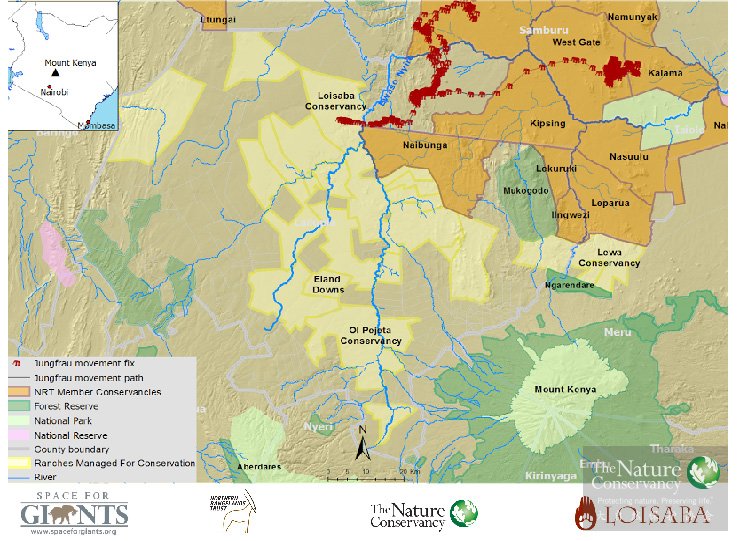 Mount Kenya
Nairobi
Mombasa
Baringo
Ltungai
Samburu
Namunyak
West Gate
Kalama
Loisaba
Conservancy
Ewaso Nyiro
Kipsing
Isiolo
Naibunga
Nasuulu
Lokuruki
Mukogodo
Loparua
Ilngwezi
Lewa
Conservancy
Ngarendare
Eland
Downs
Ol Pejeta
Conservancy
Meru
Mount Kenya
Nyeri
Aberdares
Tharaka
Embu
Kirinyaga
N
0 5 10 20 km
Jungfrau movement fix
Jungfrau movement path
NRT Member Conservancies
Forest Reserve
National Park
National Reserve
County boundary
Ranches Managed For Conservation
River
The Nature
Conservancy
Protecting nature. Preserving life.
SPACE FOR
GIANTS
www.spaceforgiants.org
NORTHERN
RANGELANDS
TRUST
The Nature
Conservancy
LOISABA